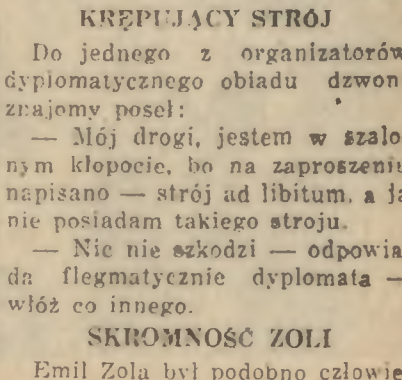 KRĘPUJĄCY STRÓJ
Do jednego z organizatorów
dyplomatycznego obiadu dzwon
znajomy poseł:
— Mój drogi, jestem w szalo
nym kłopocie, bo na zaproszeniu
napisano — strój ad libitum, a ja
nie posiadam takiego stroju.
— Nic nie szkodzi — odpowia
da flegmatycznie dyplomata —
włóż co innego.
SKROMNOŚĆ ZOLI
Emil Zola był podobno człowie